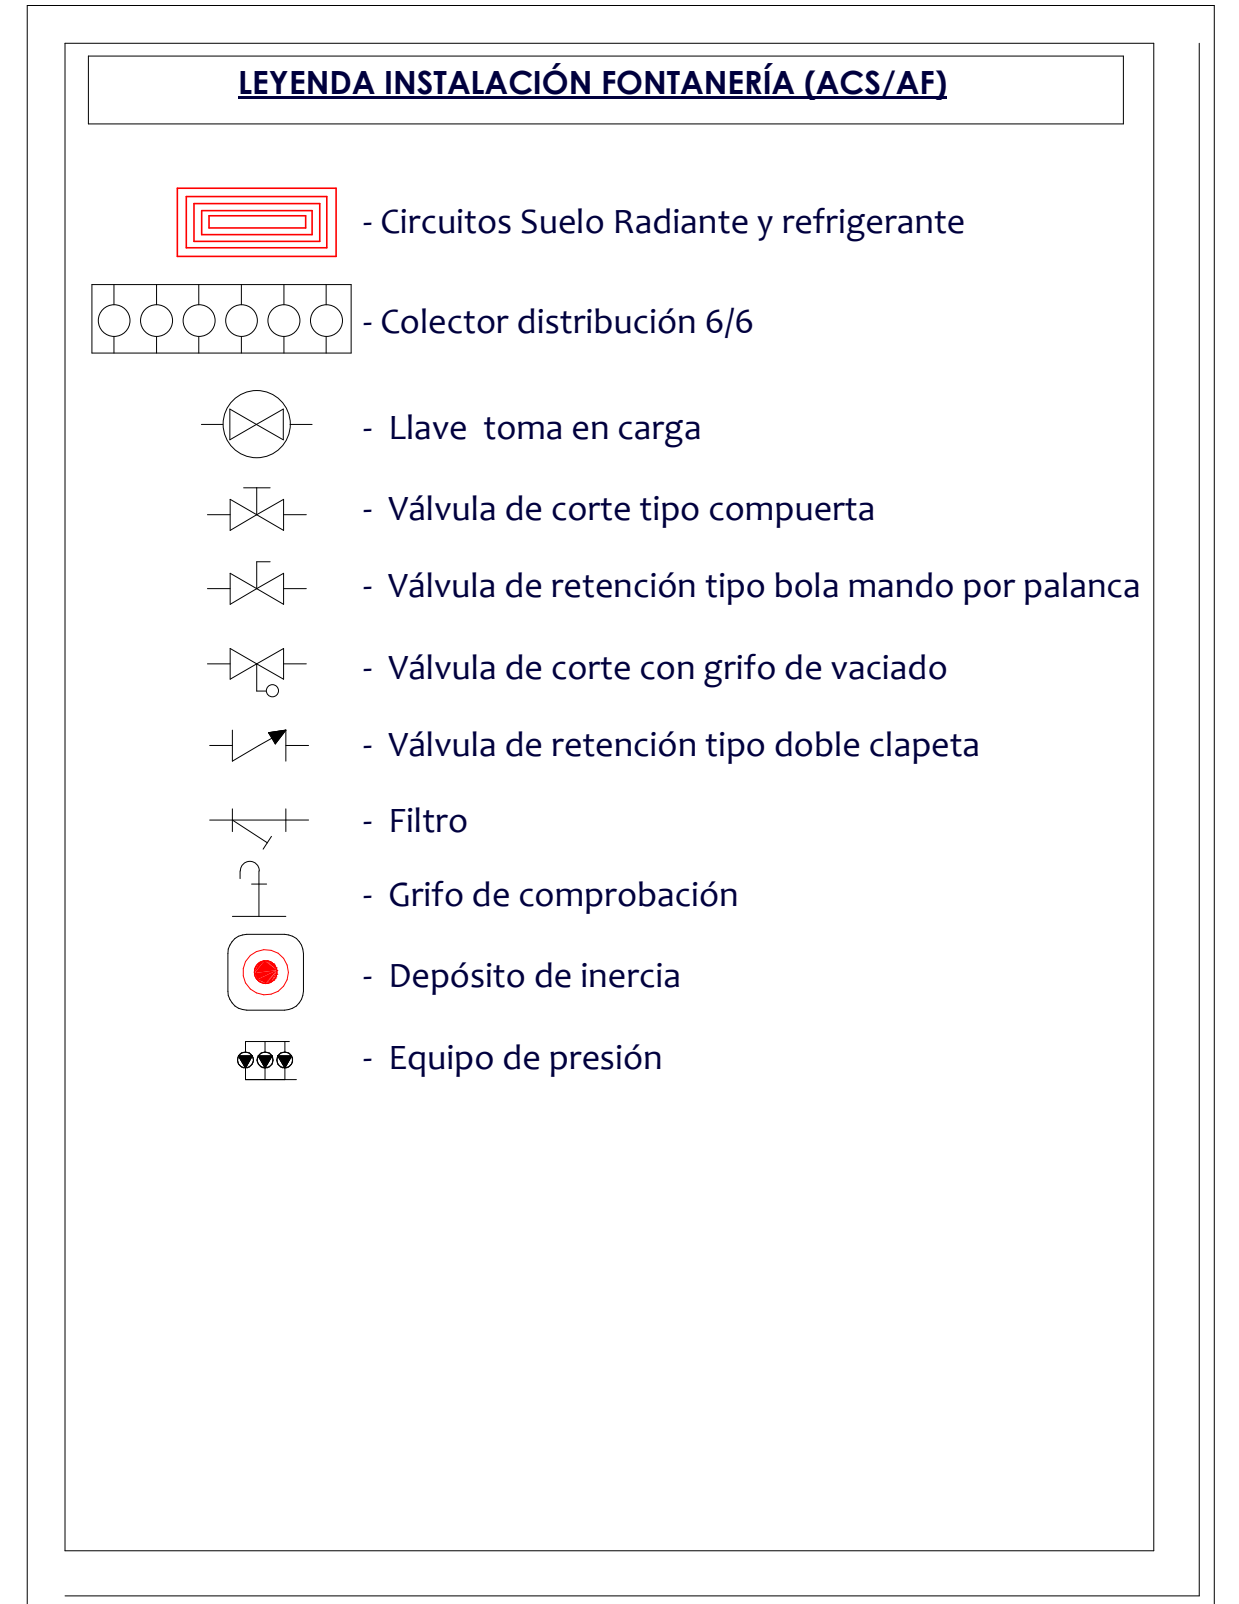 LEYENDA INSTALACIÓN FONTANERÍA (ACS/AF)
- Circuitos Suelo Radiante y refrigerante
- Colector distribución 6/6
- Llave toma en carga
- Válvula de corte tipo compuerta
- Válvula de retención tipo bola mando por palanca
- Válvula de corte con grifo de vaciado
- Válvula de retención tipo doble clapeta
- Filtro
- Grifo de comprobación
- Depósito de inercia
- Equipo de presión